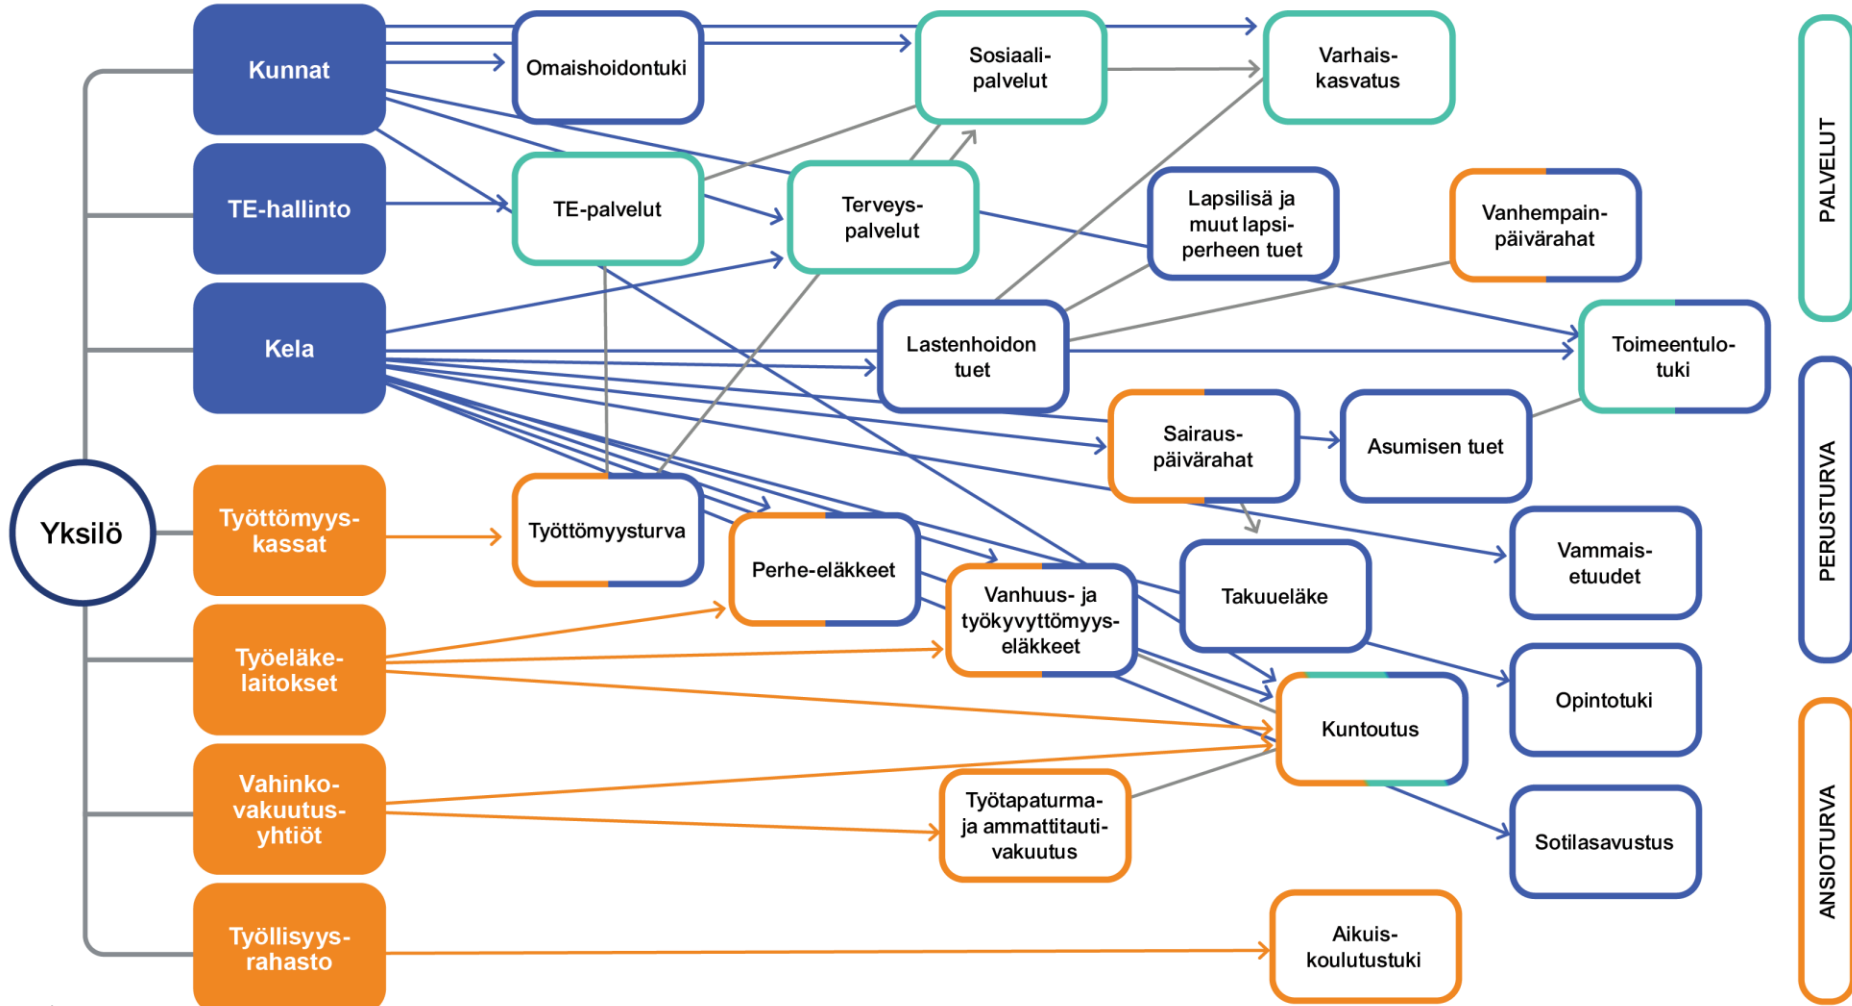 Kunnat
Omaishoidontuki
Sosiaali-
palvelut
Varhais-
kasvatus
PALVELUT
TE-hallinto
TE-palvelut
Terveys-
palvelut
Lapsilisä ja
muut lapsi-
perheen tuet
Vanhempain-
päivärahat
Kela
Lastenhoidon
tuet
Toimeentulo-
tuki
Sairaus-
päivärahat
Asumisen tuet
PERUSTURVA
Yksilö
Työttömyys-
kassat
Työttömyysturva
Perhe-eläkkeet
Vanhuus- ja
työkyvyttömyys-
eläkkeet
Takuueläke
Vammais-
etuudet
Työeläke-
laitokset
Kuntoutus
Opintotuki
Vahinko-
vakuutus-
yhtiöt
Työtapaturma-
ja ammattitauti-
vakuutus
Sotilasavustus
ANSIOTURVA
Työllisyys-
rahasto
Aikuis-
koulutustuki